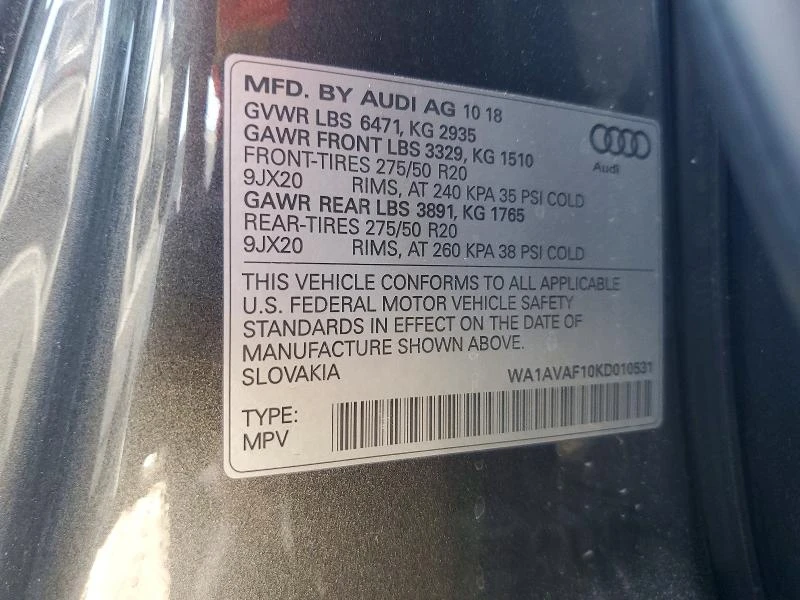 MFD. BY AUDI AG 10 18
GVWR LBS 6471, KG 2935
GAWR FRONT LBS 3329, KG 1510
FRONT-TIRES 275/50 R20
9JX20 RIMS, AT 240 KPA 35 PSI COLD
GAWR REAR LBS 3891, KG 1765
REAR-TIRES 275/50 R20
9JX20 RIMS, AT 260 KPA 38 PSI COLD
Audi
THIS VEHICLE CONFORMS TO ALL APPLICABLE
U.S. FEDERAL MOTOR VEHICLE SAFETY
STANDARDS IN EFFECT ON THE DATE OF
MANUFACTURE SHOWN ABOVE.
SLOVAKIA WA1AVAF10KD010531
TYPE:
MPV